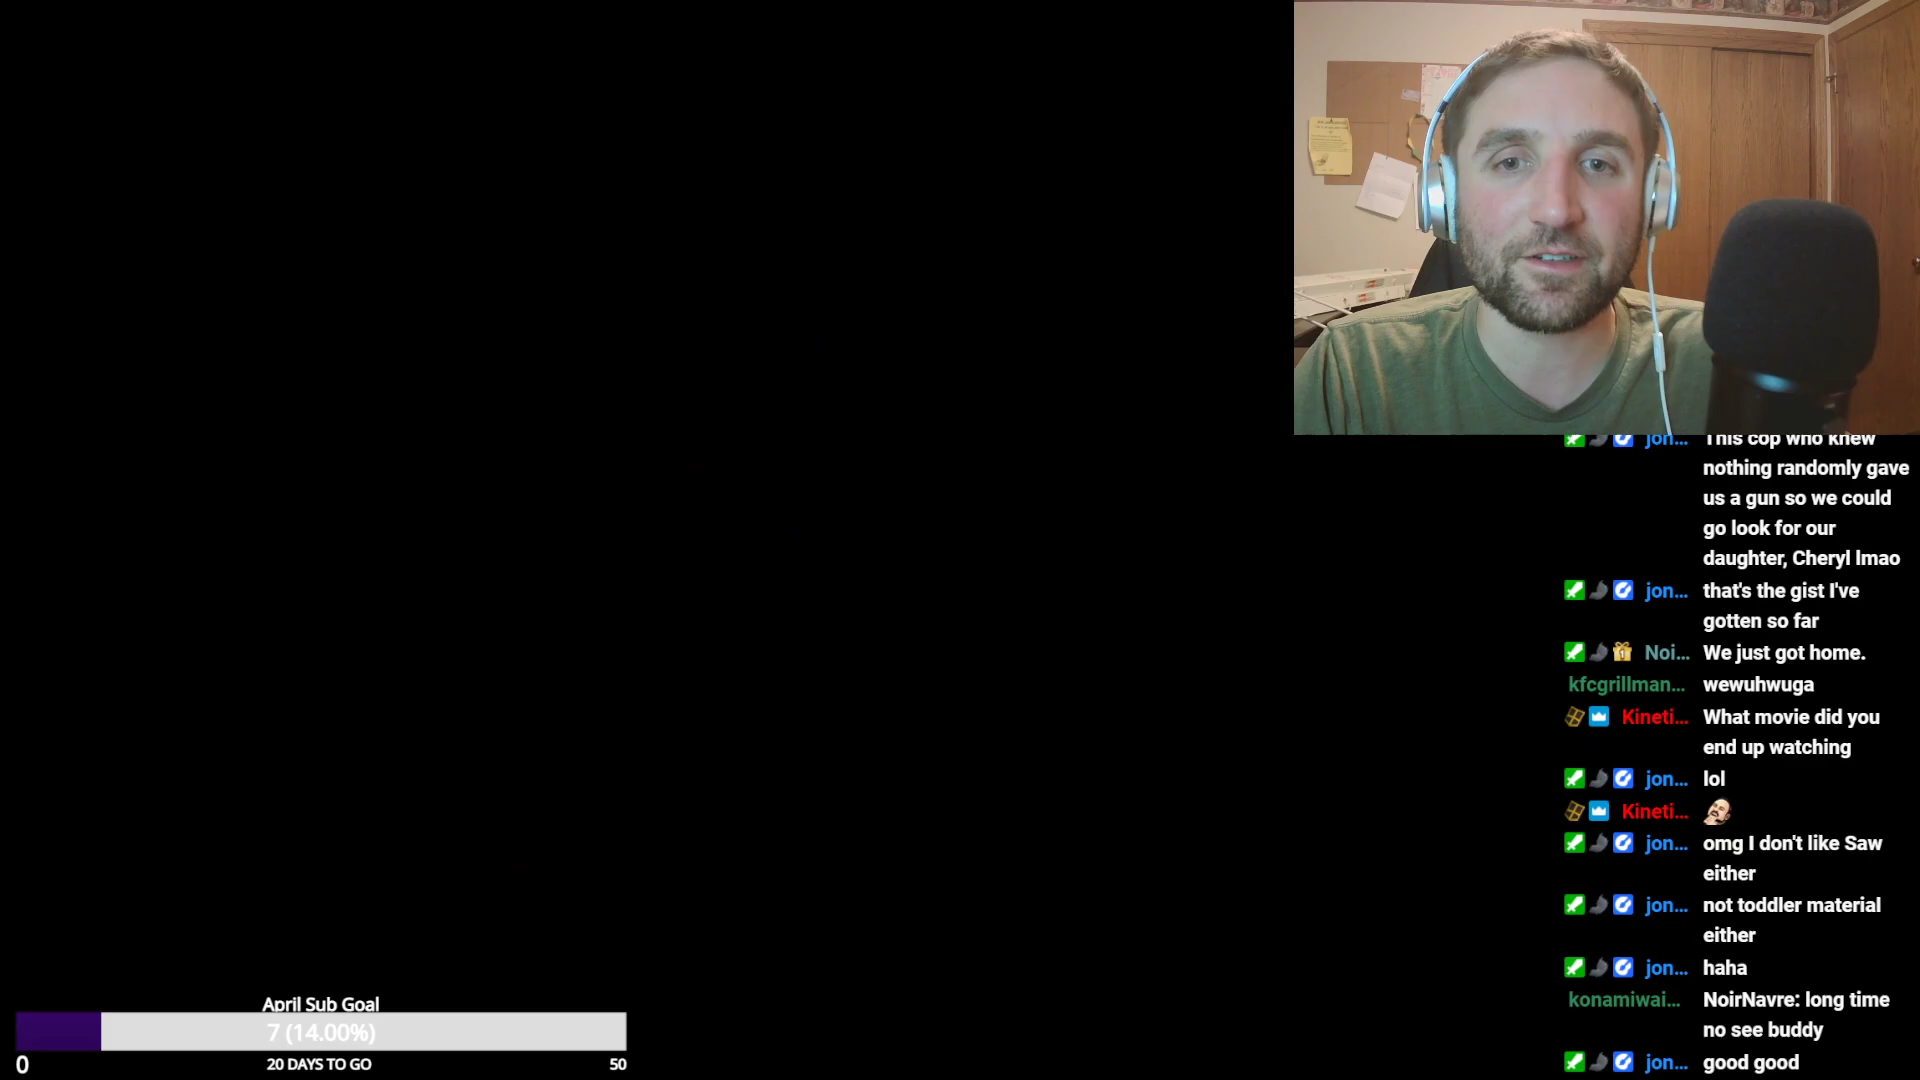 jon... This cop who knew
nothing randomly gave
us a gun so we could
go look for our
daughter, Cheryl lmao
jon... that's the gist I've
gotten so far
Noi... We just got home.
kfcgrillman... wewuhwuga
Kineti... What movie did you
end up watching
jon... lol
Kineti...
jon... omg I don't like Saw
either
jon... not toddler material
either
jon... haha
konamiwai... NoirNavre: long time
no see buddy
jon... good good
April Sub Goal
7 (14.00%)
0 20 DAYS TO GO 50